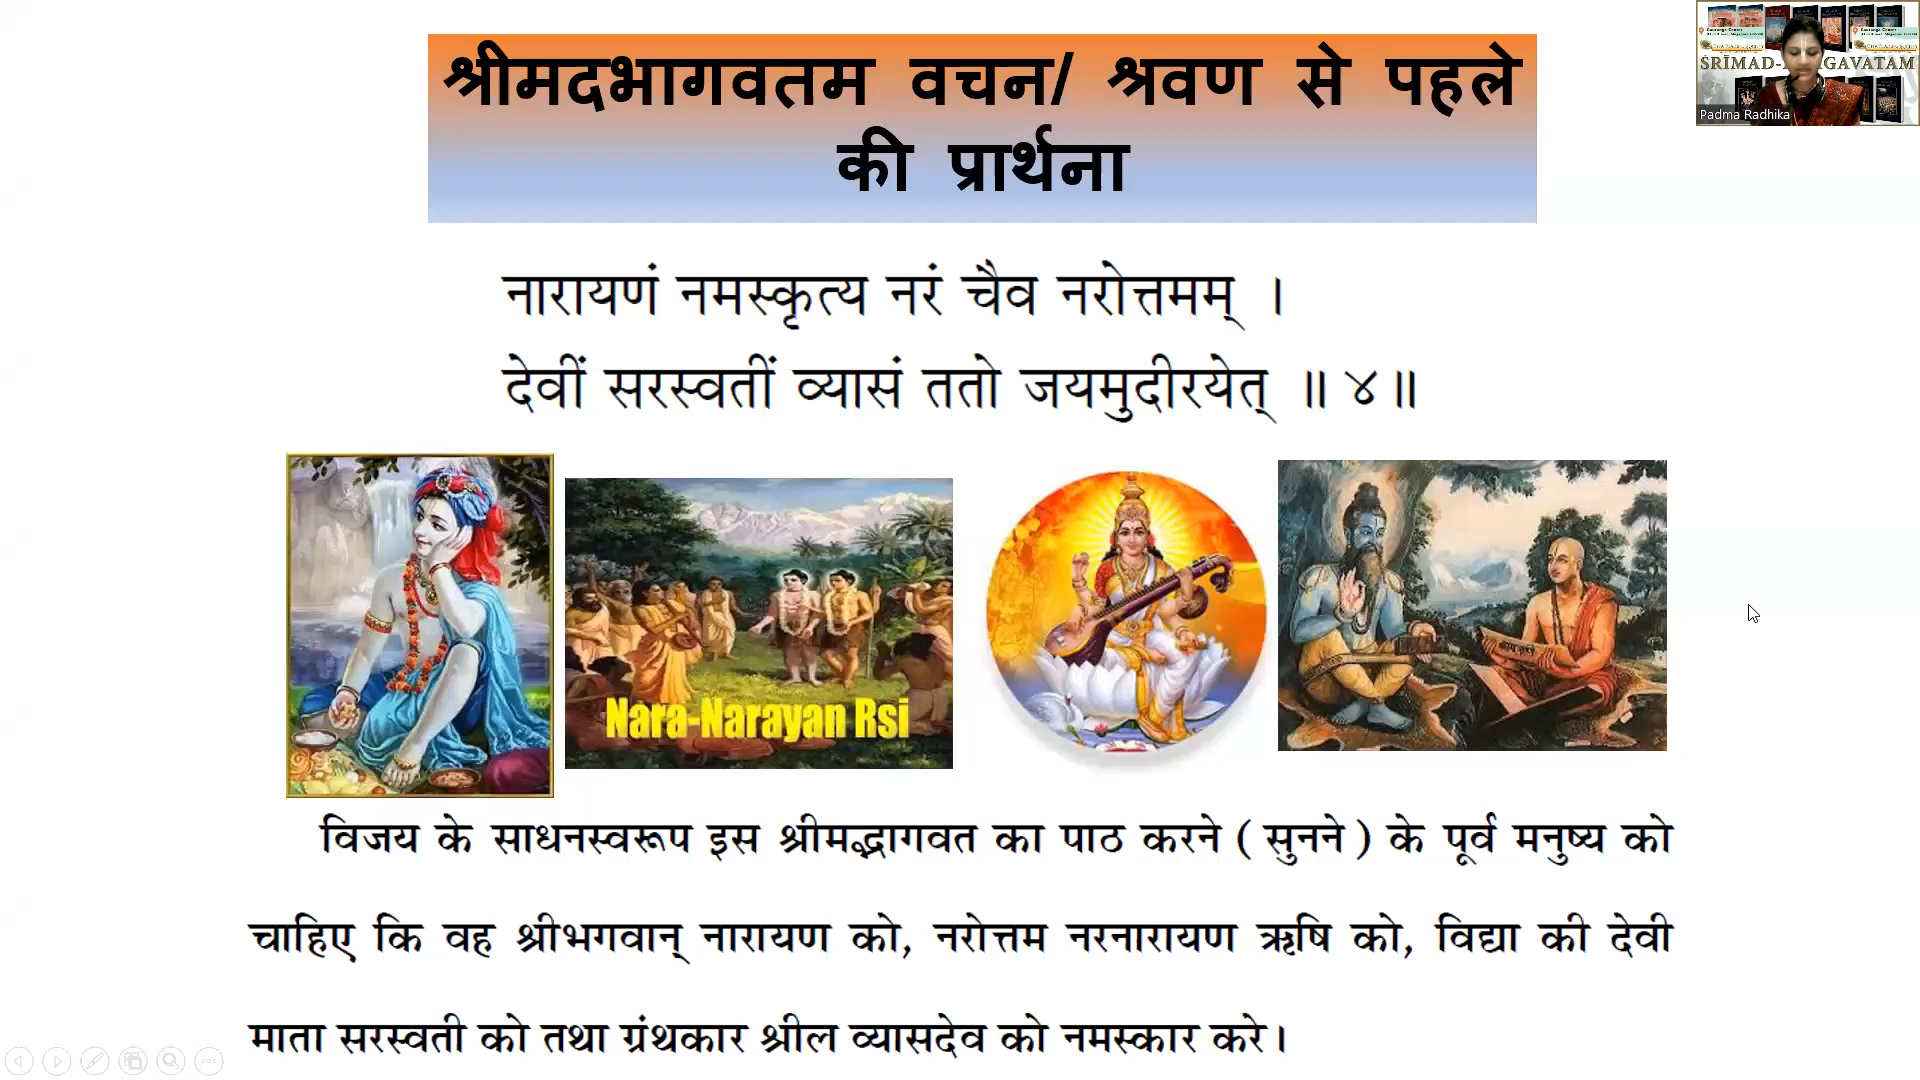 श्रीमदभागवतम वचन/ श्रवण से पहले
की प्रार्थना
SRIMAD-
GAVATAM
Padma Radhika
नारायणं नमस्कृत्य नरं चैव नरोत्तमम् ।
देवीं सरस्वतीं व्यासं ततो जयमुदीरयेत् ॥ ४॥
Nara-Narayan Rsi
विजय के साधनस्वरूप इस श्रीमद्भागवत का पाठ करने ( सुनने ) के पूर्व मनुष्य को
चाहिए कि वह श्रीभगवान् नारायण को, नरोत्तम नरनारायण ऋषि को, विद्या की देवी
माता सरस्वती को तथा ग्रंथकार श्रील व्यासदेव को नमस्कार करे।